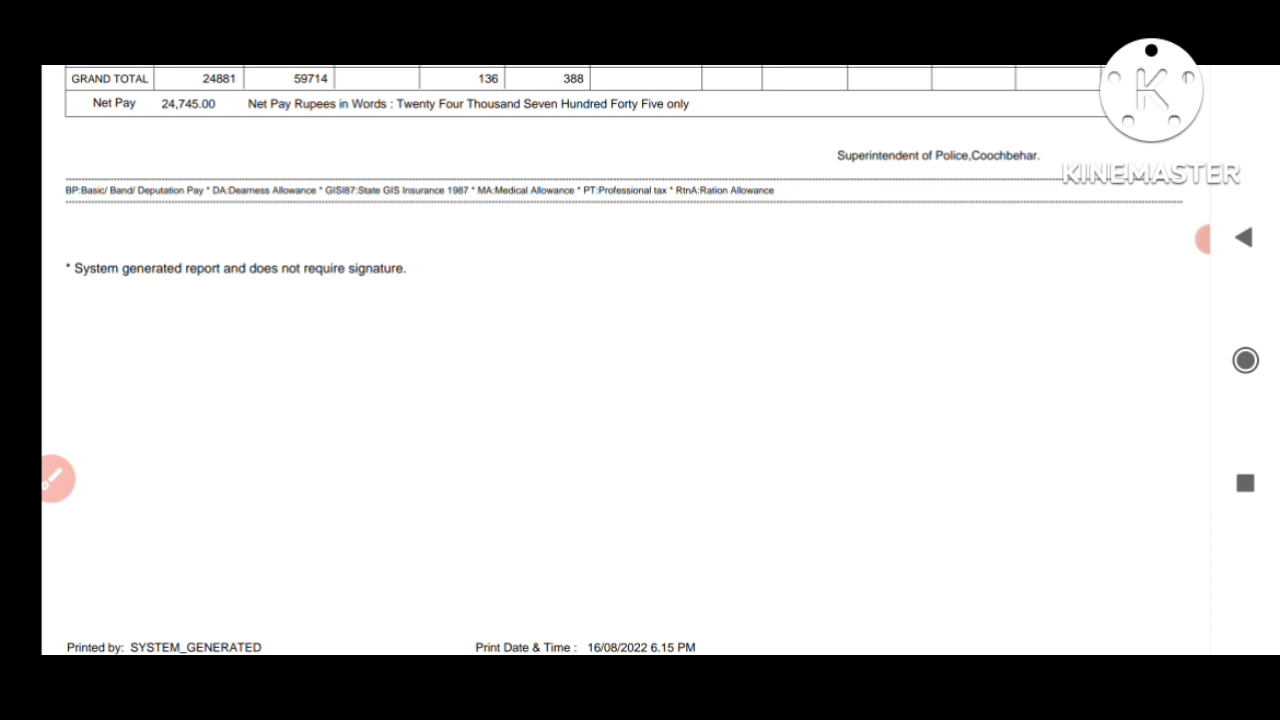 GRAND TOTAL 24881 59714 136 388
Net Pay 24,745.00 Net Pay Rupees in Words : Twenty Four Thousand Seven Hundred Forty Five only
Superintendent of Police,Coochbehar.
KINEMASTER
BP:Basic/ Band/ Deputation Pay * DA:Dearness Allowance * GISI87:State GIS Insurance 1987 * MA:Medical Allowance * PT:Professional tax * RtnA:Ration Allowance
* System generated report and does not require signature.
Printed by: SYSTEM_GENERATED Print Date & Time : 16/08/2022 6.15 PM